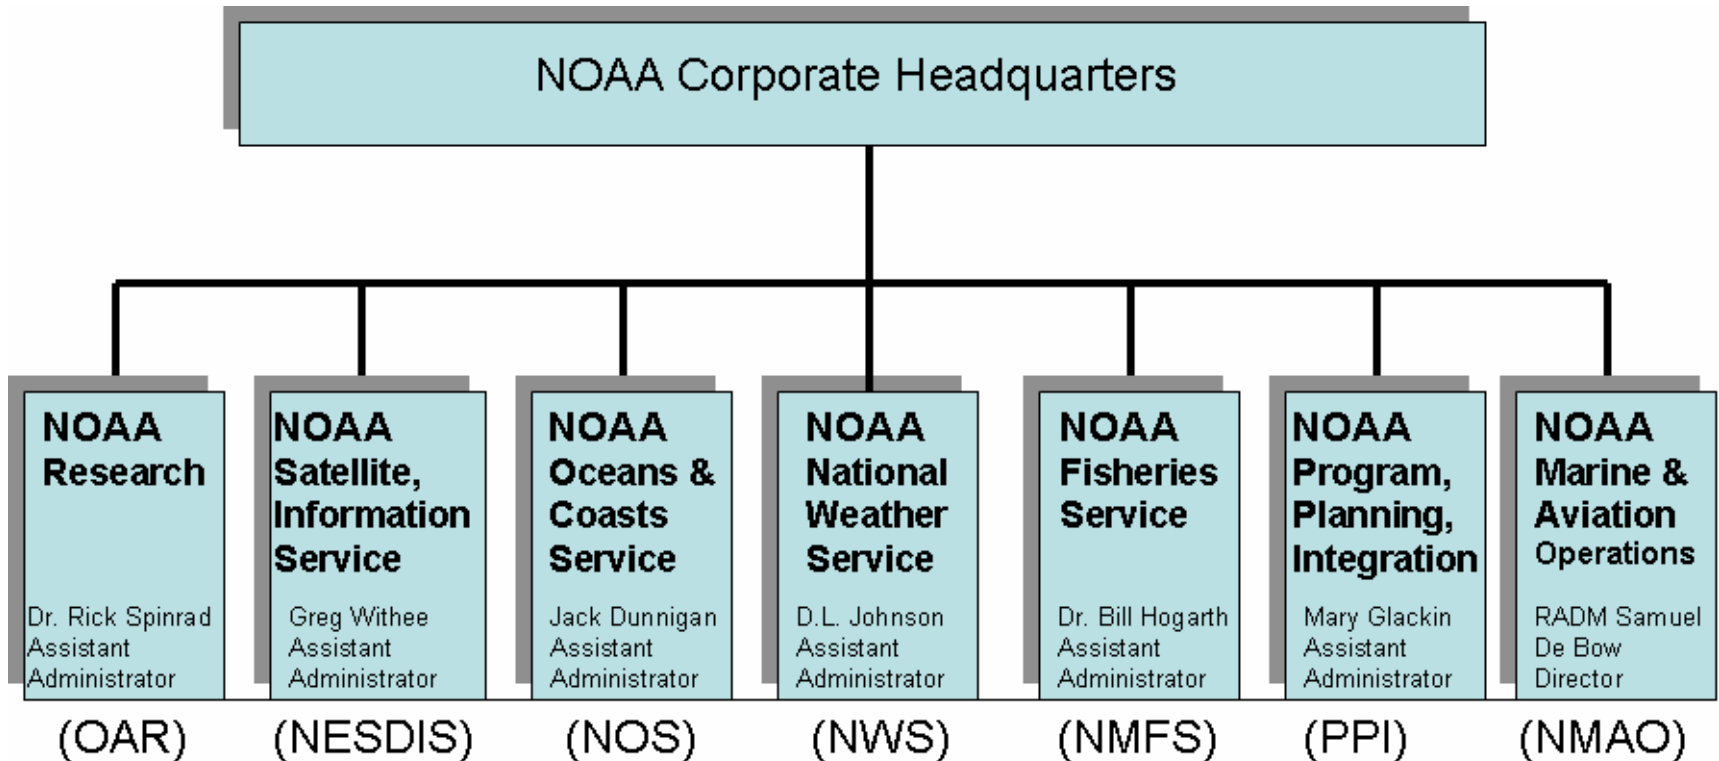 NOAA Corporate Headquarters
NOAA
Research
Dr. Rick Spinrad
Assistant
Administrator
(OAR)
NOAA
Satellite,
Information
Service
Greg Withee
Assistant
Administrator
(NESDIS)
NOAA
Oceans &
Coasts
Service
Jack Dunnigan
Assistant
Administrator
(NOS)
NOAA
National
Weather
Service
D.L. Johnson
Assistant
Administrator
(NWS)
NOAA
Fisheries
Service
Dr. Bill Hogarth
Assistant
Administrator
(NMFS)
NOAA
Program,
Planning,
Integration
Mary Glackin
Assistant
Administrator
(PPI)
NOAA
Marine &
Aviation
Operations
RADM Samuel
De Bow
Director
(NMAO)